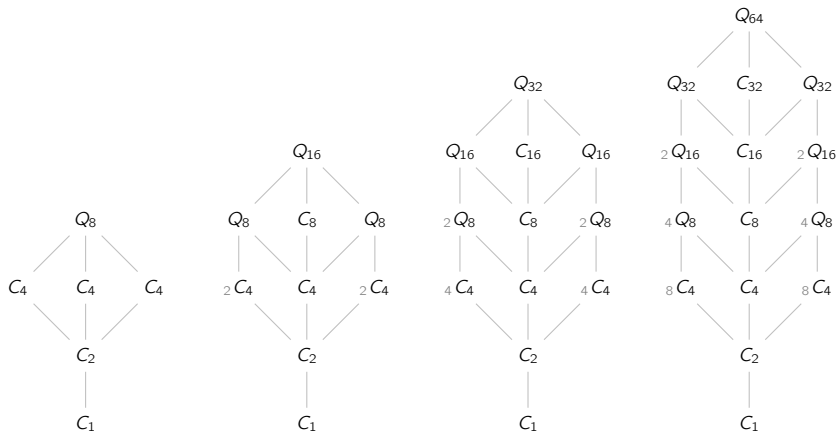 Q64
Q32 C32 Q32
Q32
2 Q16 C16 2 Q16
Q16 C16 Q16
Q16
4 Q8 C8 4 Q8
2 Q8 C8 2 Q8
Q8 C8 Q8
Q8
8 C4 C4 8 C4
4 C4 C4 4 C4
2 C4 C4 2 C4
C4 C4 C4
C2 C2 C2 C2
C1 C1 C1 C1